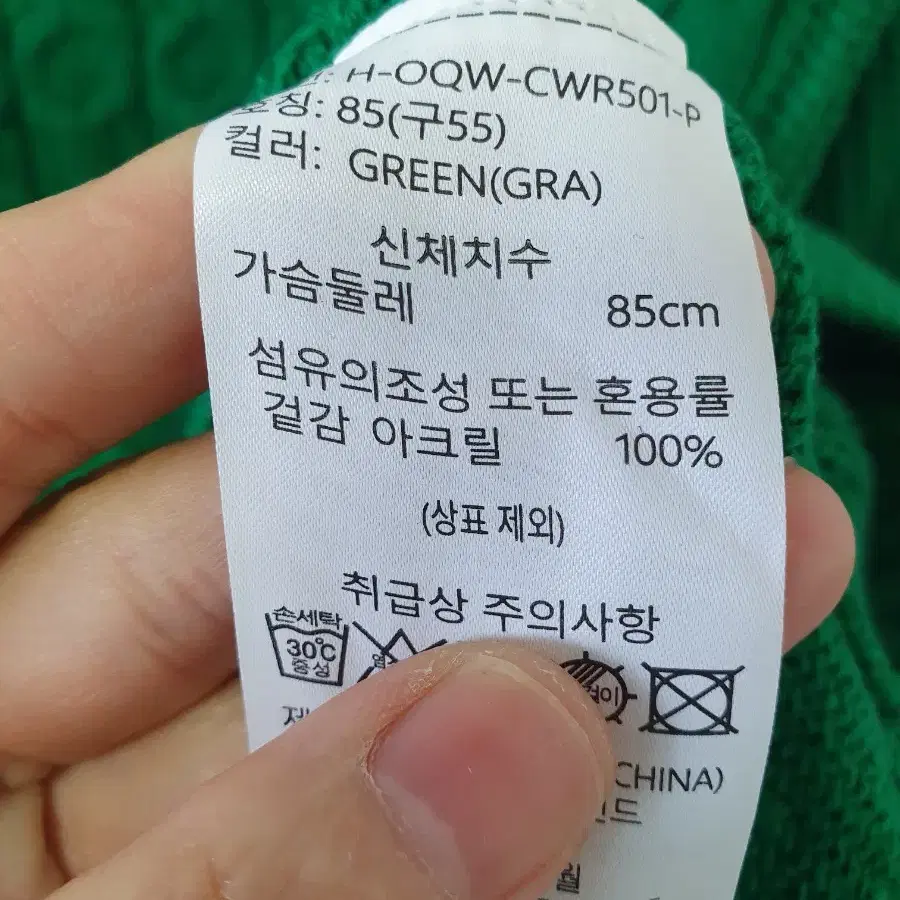 H-OQW-CWR501-P
호칭: 85(구55)
컬러: GREEN(GRA)
신체치수
가슴둘레 85cm
섬유의조성 또는 혼용률
겉감 아크릴 100%
(상표 제외)
취급상 주의사항
손세탁
30℃
중성
CHINA)